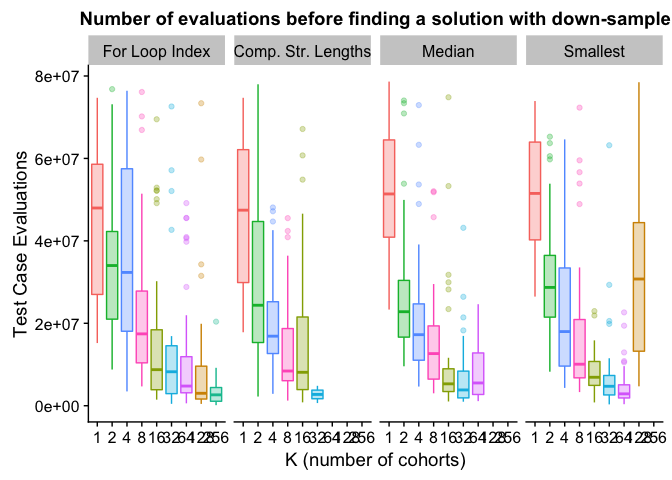 Number of evaluations before finding a solution with down-sample
For Loop Index
Comp. Str. Lengths
Median
Smallest
Test Case Evaluations
8e+07
6e+07
4e+07
2e+07
0e+00
1 2 4 8 16 32 64 128 256
1 2 4 8 16 32 64 128 256
1 2 4 8 16 32 64 128 256
1 2 4 8 16 32 64 128 256
K (number of cohorts)